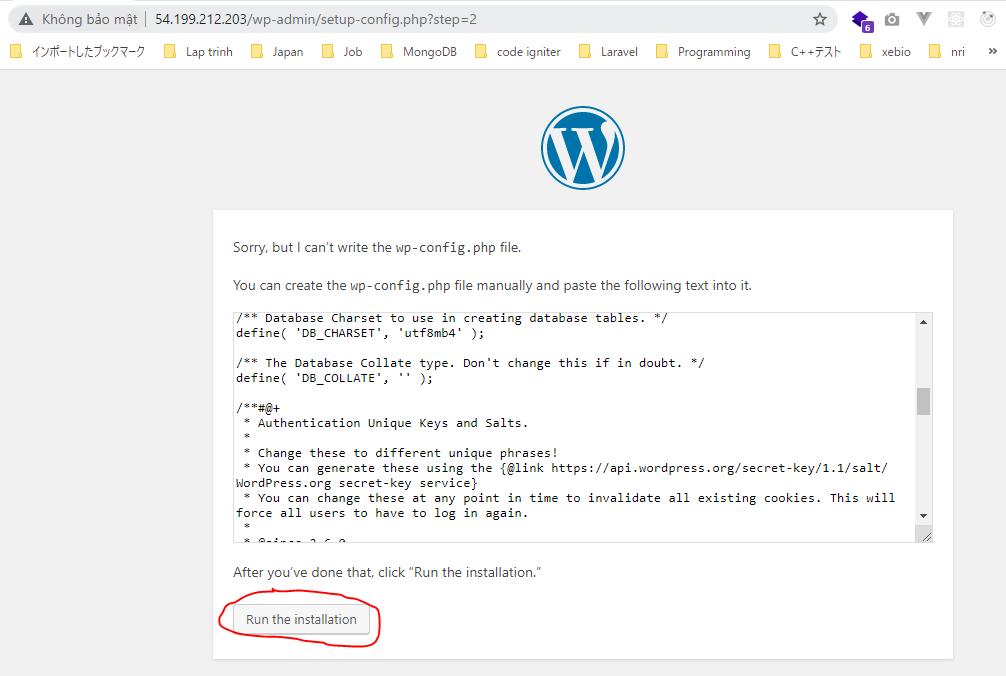 Không bảo mật 54.199.212.203/wp-admin/setup-config.php?step=2
6
インポートしたブックマーク Lap trinh Japan Job MongoDB code igniter Laravel Programming C++テスト xebio nri »
Sorry, but I can't write the wp-config.php file.
You can create the wp-config.php file manually and paste the following text into it.
/** Database Charset to use in creating database tables. */
define( 'DB_CHARSET', 'utf8mb4' );
/** The Database Collate type. Don't change this if in doubt. */
define( 'DB_COLLATE', '' );
/**#@+
* Authentication Unique Keys and Salts.
*
* Change these to different unique phrases!
* You can generate these using the {@link https://api.wordpress.org/secret-key/1.1/salt/
WordPress.org secret-key service}
* You can change these at any point in time to invalidate all existing cookies. This will
force all users to have to log in again.
*
* @since 2.6.0
After you've done that, click “Run the installation.”
Run the installation